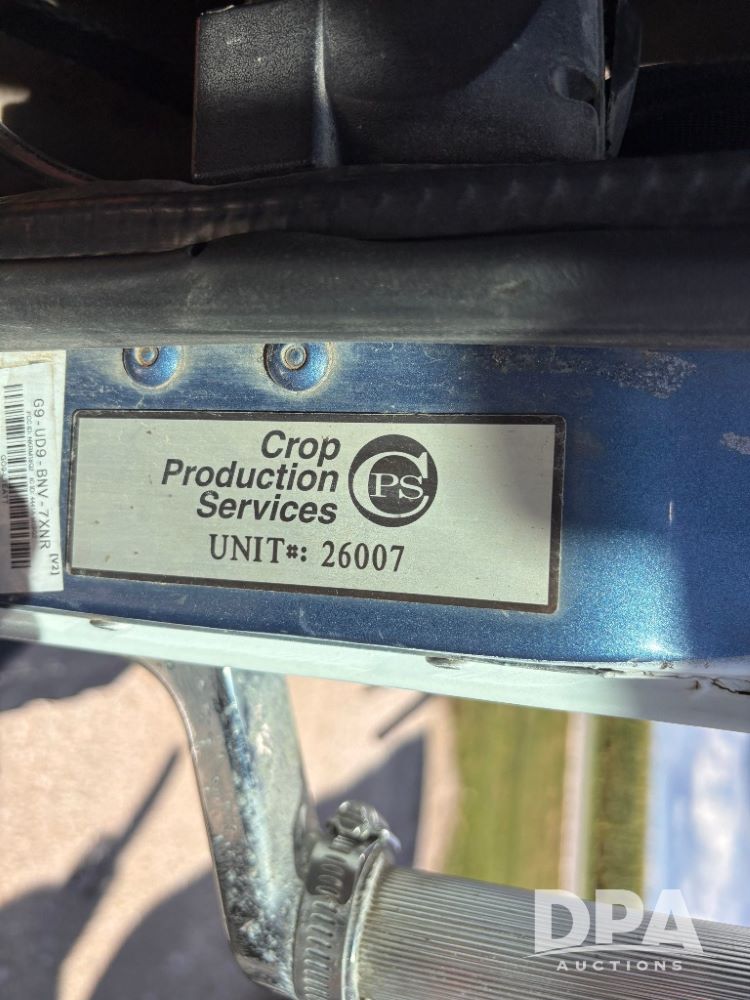 Crop
Production
Services
CPS
UNIT#: 26007
G9-UD9-BNV-7XNR [V2]
DPA
AUCTIONS